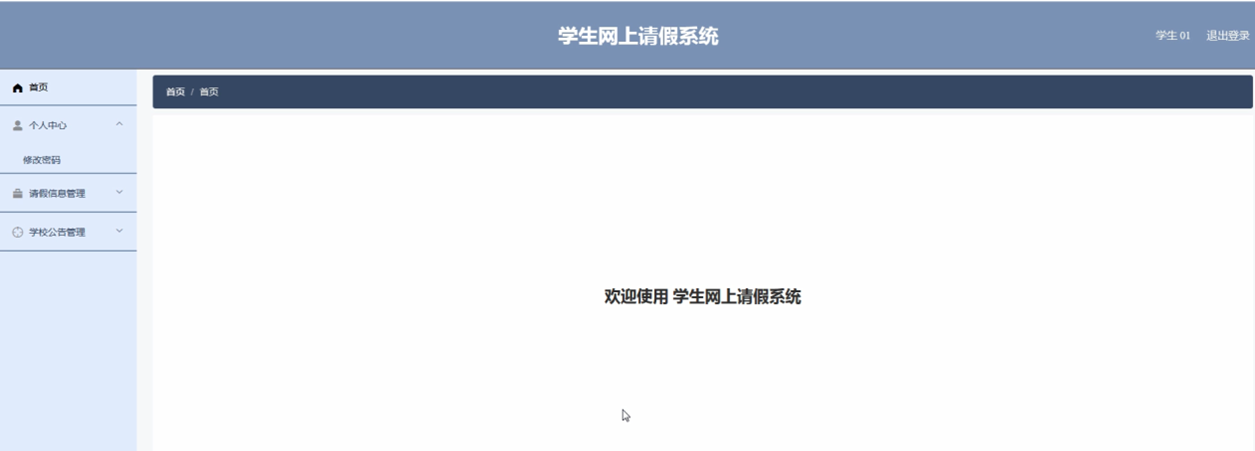 学生网上请假系统
学生 01 退出登录
首页
个人中心
修改密码
请假信息管理
学校公告管理
首页 / 首页
欢迎使用 学生网上请假系统